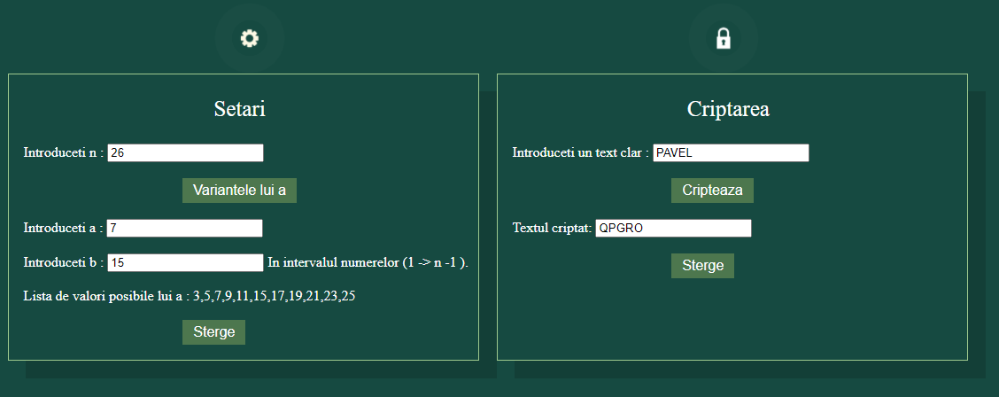 Setari
Introduceti n : 26
Variantele lui a
Introduceti a : 7
Introduceti b : 15 In intervalul numerelor (1 -> n -1 ).
Lista de valori posibile lui a : 3,5,7,9,11,15,17,19,21,23,25
Sterge
Criptarea
Introduceti un text clar : PAVEL
Cripteaza
Textul criptat: QPGRO
Sterge